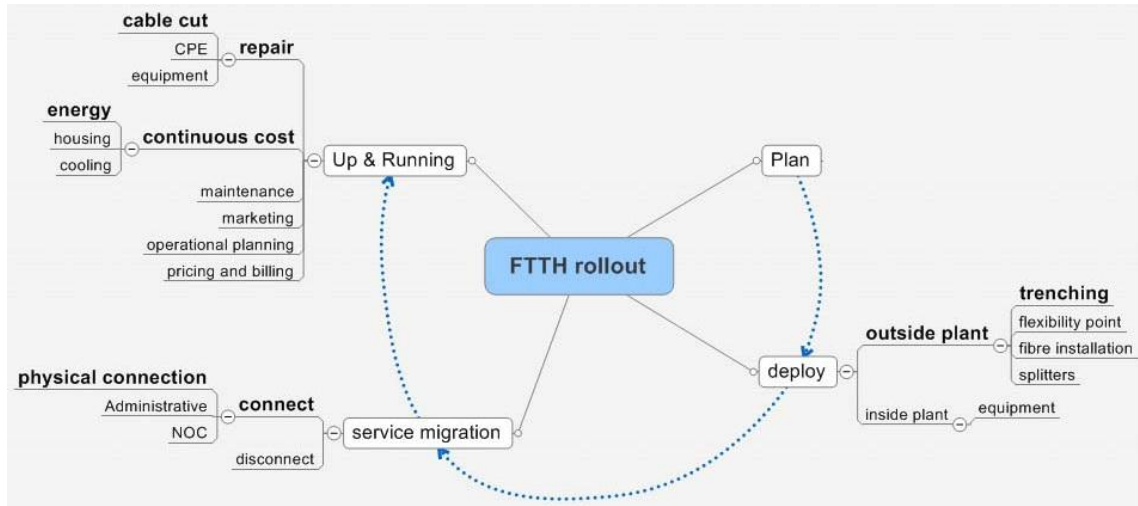 cable cut
CPE
equipment
repair
energy
housing
cooling
continuous cost
maintenance
marketing
operational planning
pricing and billing
Up & Running
Plan
FTTH rollout
deploy
outside plant
trenching
flexibility point
fibre installation
splitters
inside plant
equipment
service migration
connect
physical connection
Administrative
NOC
disconnect